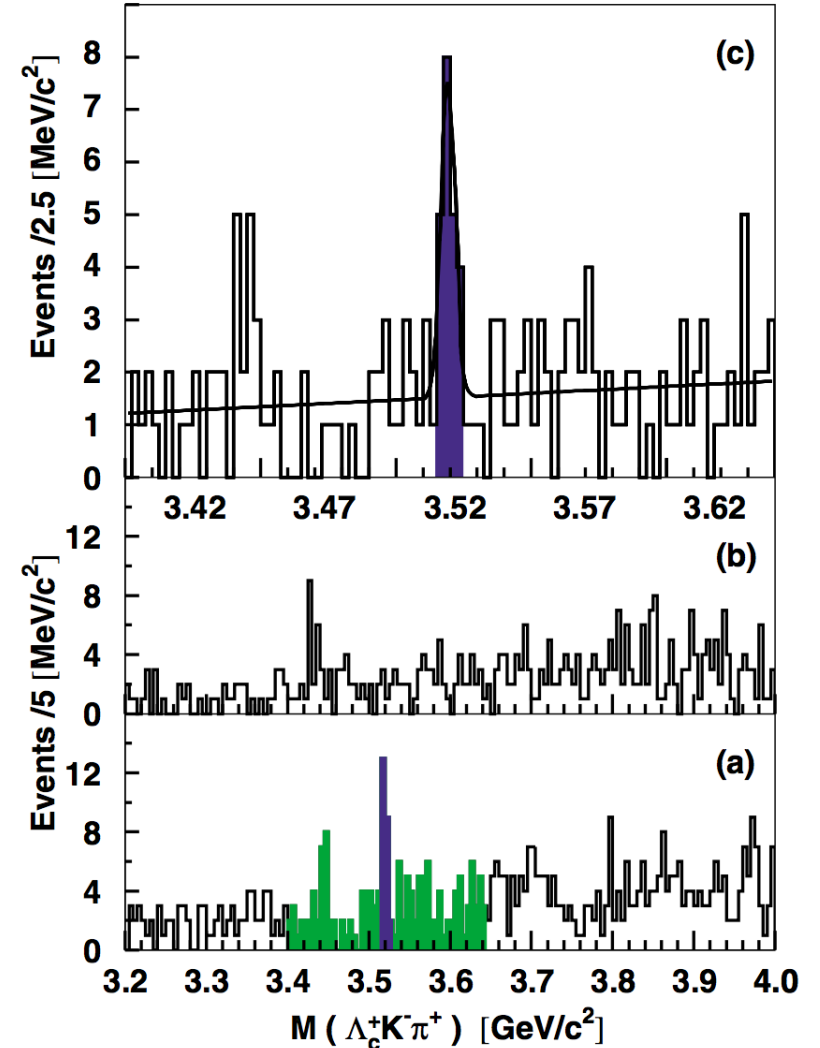 (c)
Events /2.5 [MeV/c²]
8
7
6
5
4
3
2
1
0
3.42 3.47 3.52 3.57 3.62
(b)
Events /5 [MeV/c²]
12
8
4
0
(a)
12
8
4
0
3.2 3.3 3.4 3.5 3.6 3.7 3.8 3.9 4.0
M ( Λc⁺K⁻π⁺ ) [GeV/c²]